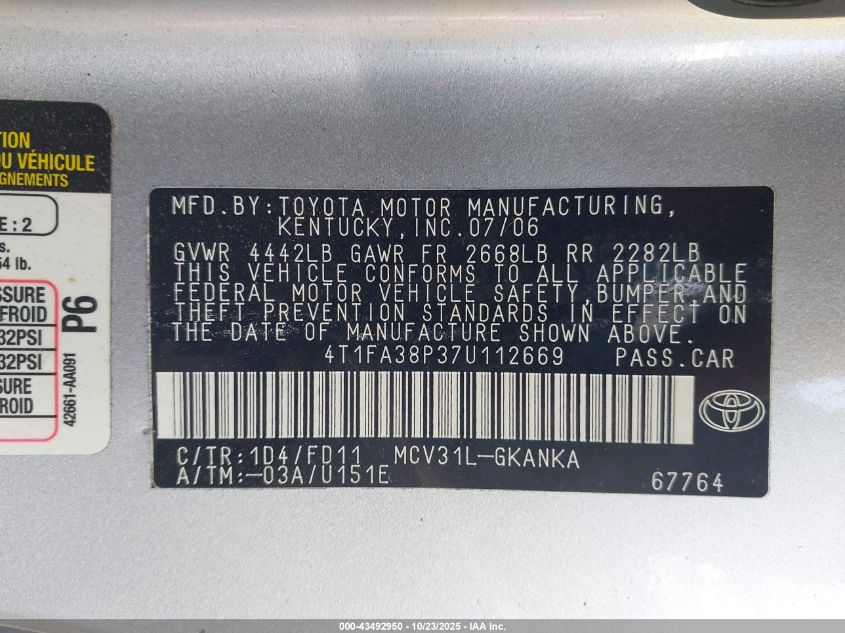 TION
OU VÉHICULE
GNEMENTS
E:2
s.
54 lb.
SSURE
FROID
32PSI
32PSI
SSURE
FROID
P6
42661-AA091
MFD.BY:TOYOTA MOTOR MANUFACTURING,
KENTUCKY,INC.07/06
GVWR 4442LB GAWR FR 2668LB RR 2282LB
THIS VEHICLE CONFORMS TO ALL APPLICABLE
FEDERAL MOTOR VEHICLE SAFETY,BUMPER,AND
THEFT PREVENTION STANDARDS IN EFFECT ON
THE DATE OF MANUFACTURE SHOWN ABOVE.
4T1FA38P37U112669 PASS.CAR
C/TR:1D4/FD11 MCV31L-GKANKA
A/TM:-03A/U151E 67764
000-43492950 - 10/23/2025 - IAA Inc.